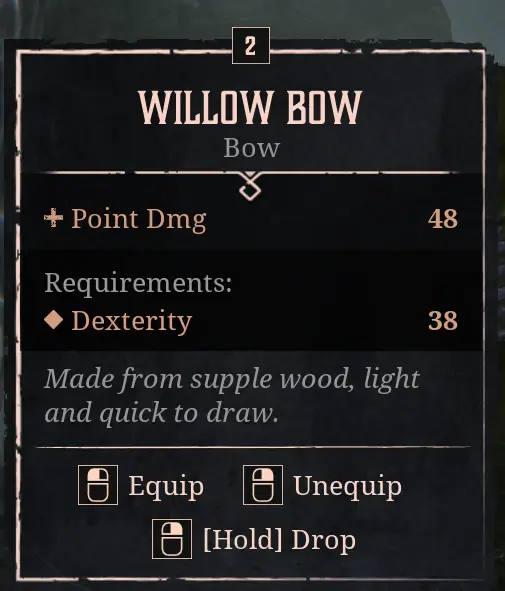 2
WILLOW BOW
Bow
Point Dmg 48
Requirements:
Dexterity 38
Made from supple wood, light
and quick to draw.
Equip Unequip
[Hold] Drop